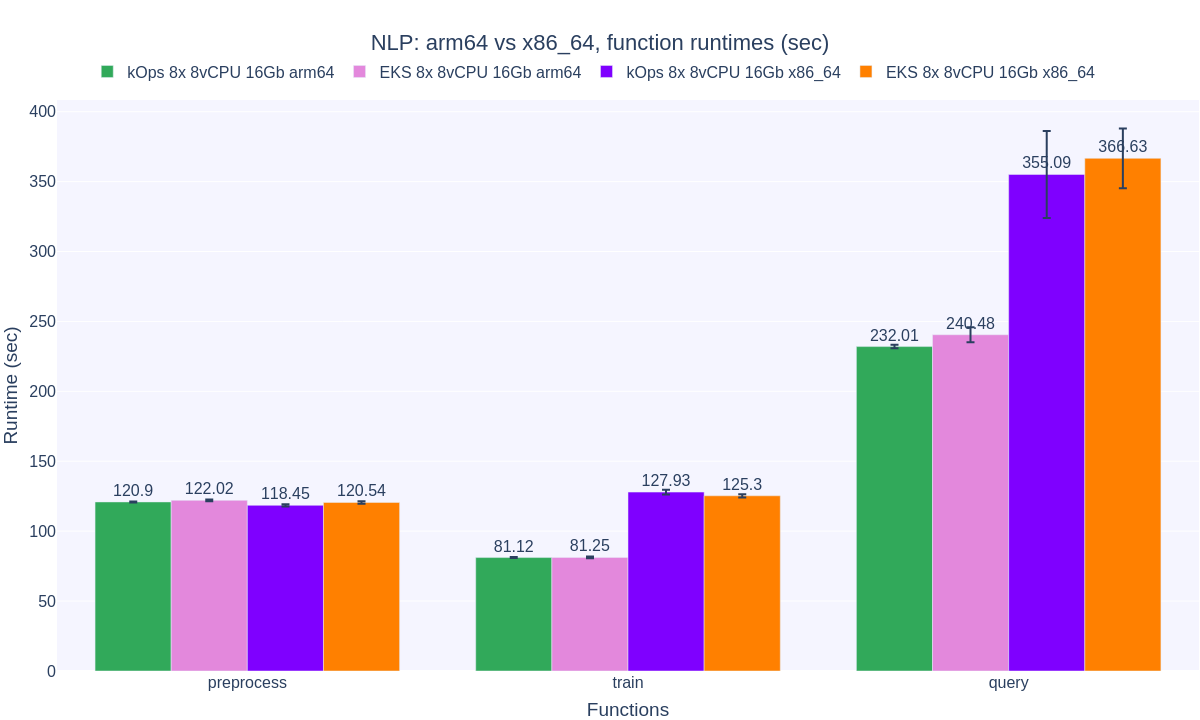 NLP: arm64 vs x86_64, function runtimes (sec)
kOps 8x 8vCPU 16Gb arm64 EKS 8x 8vCPU 16Gb arm64 kOps 8x 8vCPU 16Gb x86_64 EKS 8x 8vCPU 16Gb x86_64
Runtime (sec)
400
350
300
250
200
150
100
50
0
120.9 122.02 118.45 120.54
81.12 81.25 127.93 125.3
232.01 240.48 355.09 366.63
preprocess train query
Functions